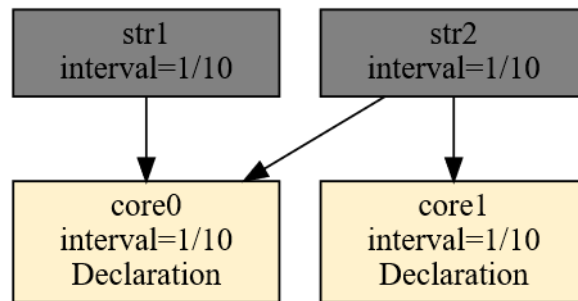 str1
interval=1/10
str2
interval=1/10
core0
interval=1/10
Declaration
core1
interval=1/10
Declaration